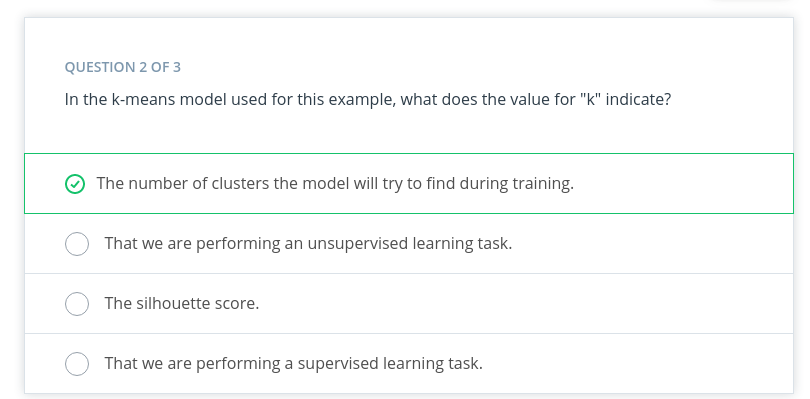 QUESTION 2 OF 3
In the k-means model used for this example, what does the value for "k" indicate?
The number of clusters the model will try to find during training.
That we are performing an unsupervised learning task.
The silhouette score.
That we are performing a supervised learning task.